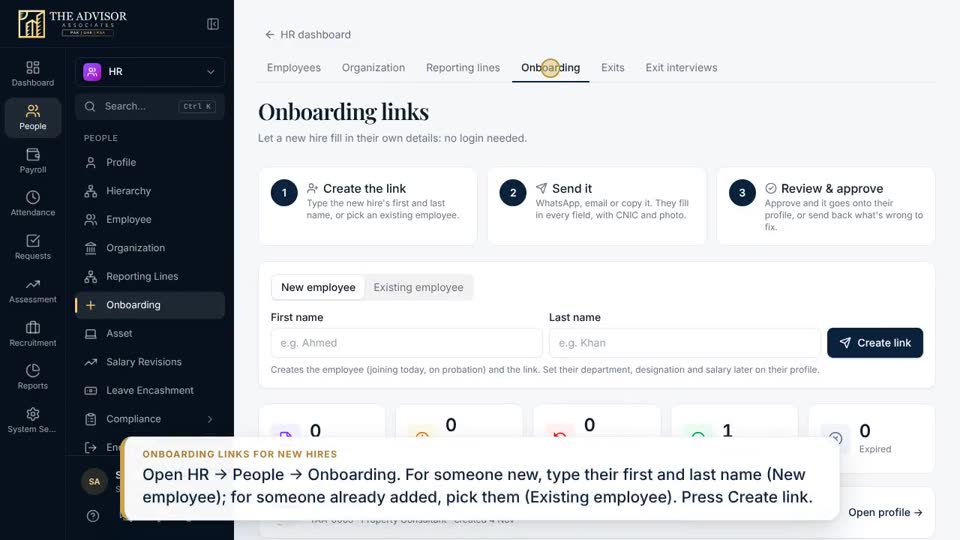 THE ADVISOR
ASSOCIATES
PAK | UAE | KSA
Dashboard
People
Payroll
Attendance
Requests
Assessment
Recruitment
Reports
System Se...
HR
Search...
Ctrl K
PEOPLE
Profile
Hierarchy
Employee
Organization
Reporting Lines
Onboarding
Asset
Salary Revisions
Leave Encashment
Compliance
SA
← HR dashboard
Employees
Organization
Reporting lines
Onboarding
Exits
Exit interviews
Onboarding links
Let a new hire fill in their own details: no login needed.
1
Create the link
Type the new hire's first and last
name, or pick an existing employee.
2
Send it
WhatsApp, email or copy it. They fill
in every field, with CNIC and photo.
3
Review & approve
Approve and it goes onto their
profile, or send back what's wrong to
fix.
New employee
Existing employee
First name
Last name
e.g. Ahmed
e.g. Khan
Create link
Creates the employee (joining today, on probation) and the link. Set their department, designation and salary later on their profile.
0
0
0
1
0
Expired
ONBOARDING LINKS FOR NEW HIRES
Open HR → People → Onboarding. For someone new, type their first and last name (New
employee); for someone already added, pick them (Existing employee). Press Create link.
Open profile →